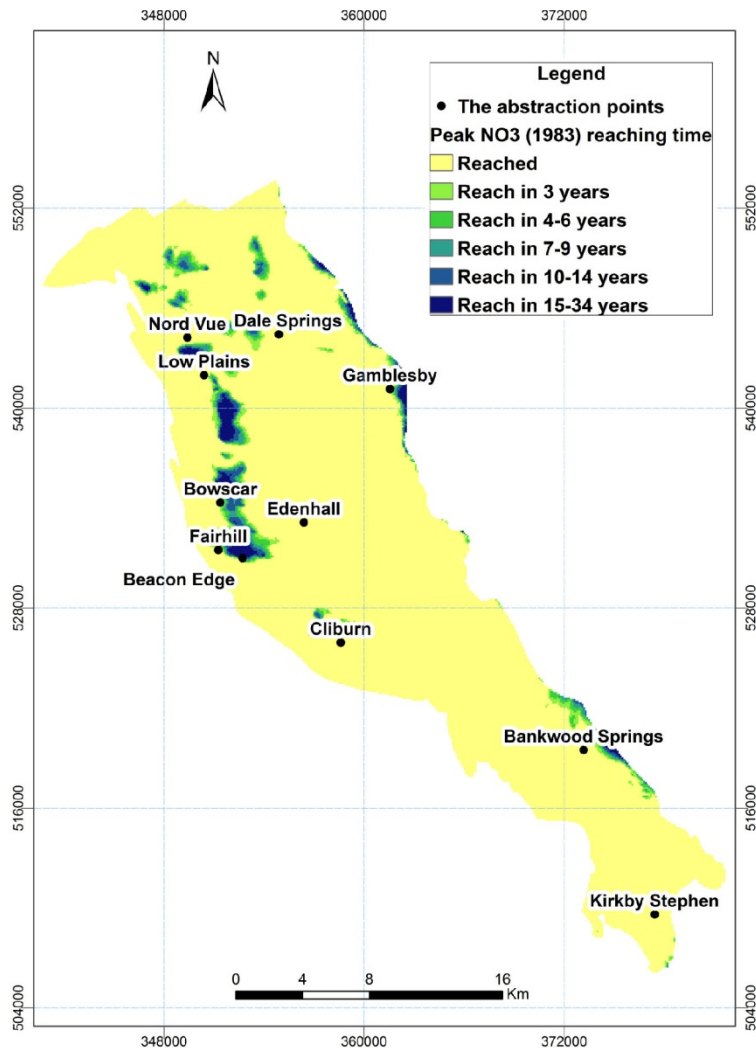 348000 360000 372000
N
Legend
The abstraction points
Peak NO3 (1983) reaching time
Reached
Reach in 3 years
Reach in 4-6 years
Reach in 7-9 years
Reach in 10-14 years
Reach in 15-34 years
552000 552000
Nord Vue Dale Springs
Low Plains
Gamblesby
540000 540000
Bowscar
Edenhall
Fairhill
Beacon Edge
528000 528000
Cliburn
Bankwood Springs
516000 516000
Kirkby Stephen
0 4 8 16
Km
504000 504000
348000 360000 372000